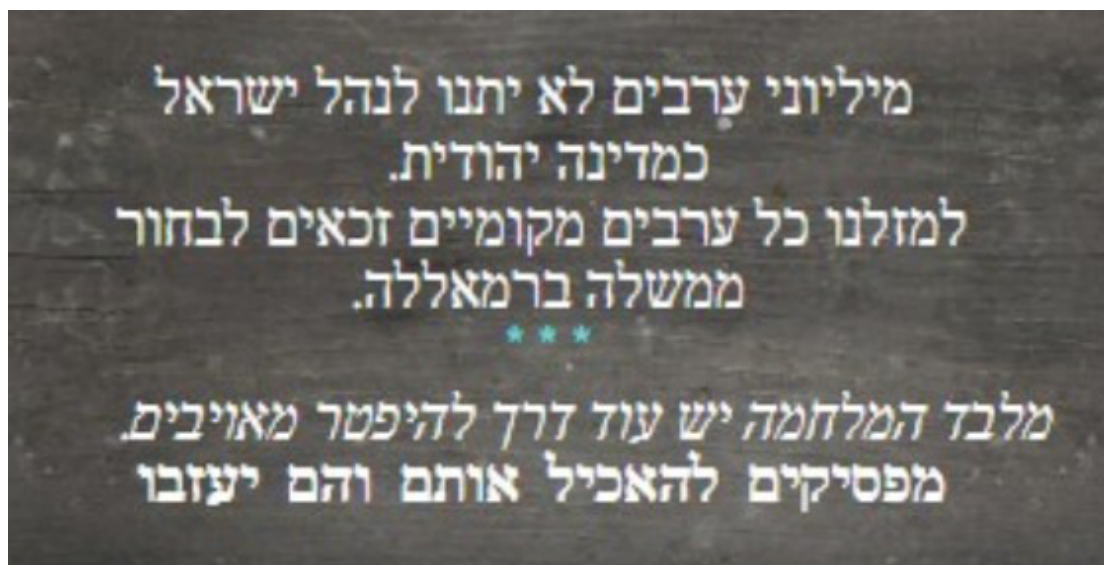 מיליוני ערבים לא יתנו לנהל ישראל
כמדינה יהודית.
למזלנו כל ערבים מקומיים זכאים לבחור
ממשלה ברמאללה.
***
מלבד המלחמה יש עוד דרך להיפטר מאויבים.
מפסיקים להאכיל אותם והם יעזבו